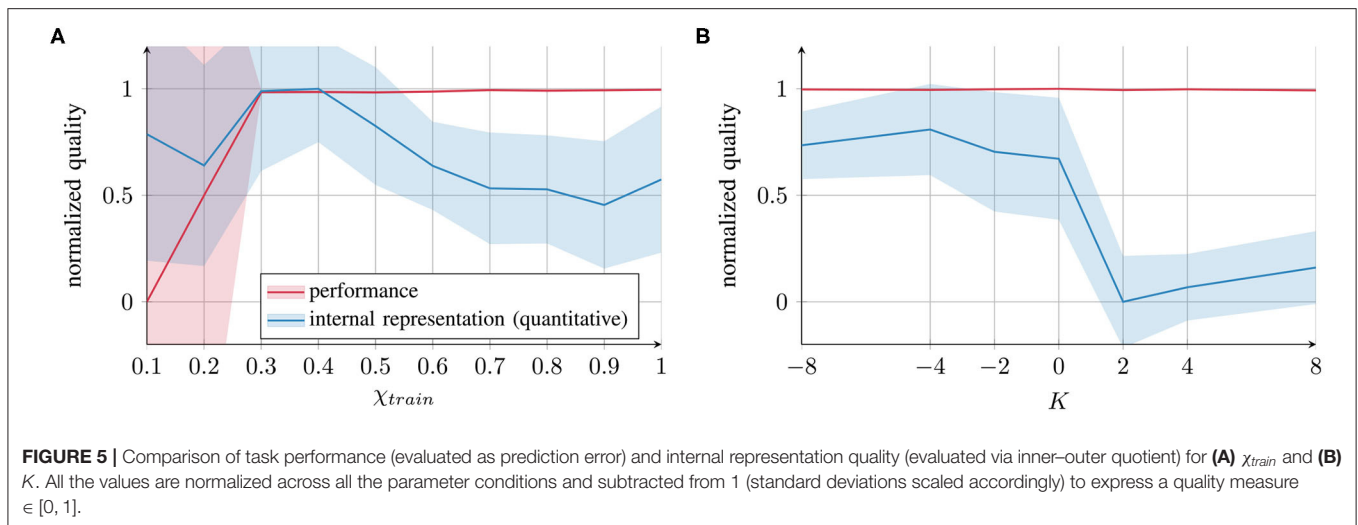 A
normalized quality
1
0.5
0
performance
internal representation (quantitative)
0.1 0.2 0.3 0.4 0.5 0.6 0.7 0.8 0.9 1
χtrain
B
normalized quality
1
0.5
0
−8 −4 −2 0 2 4 8
K
FIGURE 5 | Comparison of task performance (evaluated as prediction error) and internal representation quality (evaluated via inner–outer quotient) for (A) χtrain and (B)
K. All the values are normalized across all the parameter conditions and subtracted from 1 (standard deviations scaled accordingly) to express a quality measure
∈ [0, 1].